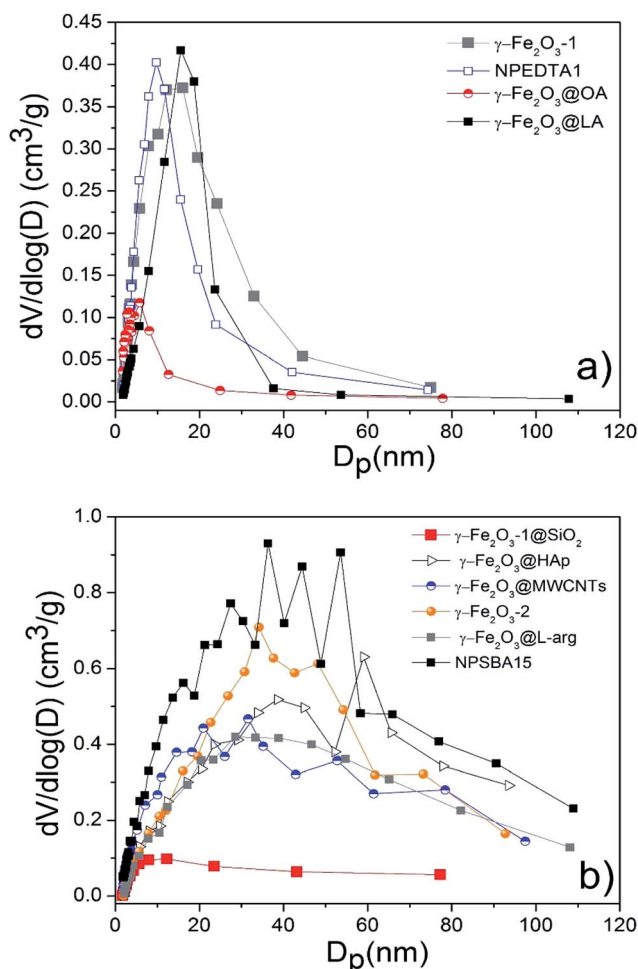 a)
γ–Fe₂O₃-1
NPEDTA1
γ–Fe₂O₃@OA
γ–Fe₂O₃@LA
dV/dlog(D) (cm³/g)
0.40
0.35
0.30
0.25
0.20
0.15
0.10
0.05
0.00
0 20 40 60 80 100 120
Dₚ(nm)
b)
γ–Fe₂O₃-1@SiO₂
γ–Fe₂O₃@HAp
γ–Fe₂O₃@MWCNTs
γ–Fe₂O₃-2
γ–Fe₂O₃@L-arg
NPSBA15
dV/dlog(D) (cm³/g)
1.0
0.8
0.6
0.4
0.2
0.0
0 20 40 60 80 100 120
Dₚ(nm)